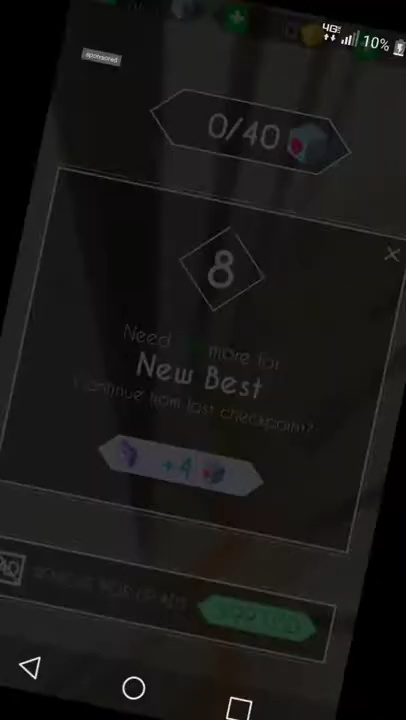 4G
10%
sponsored
0/40
8
Need more for
New Best
Continue from last checkpoint?
+4